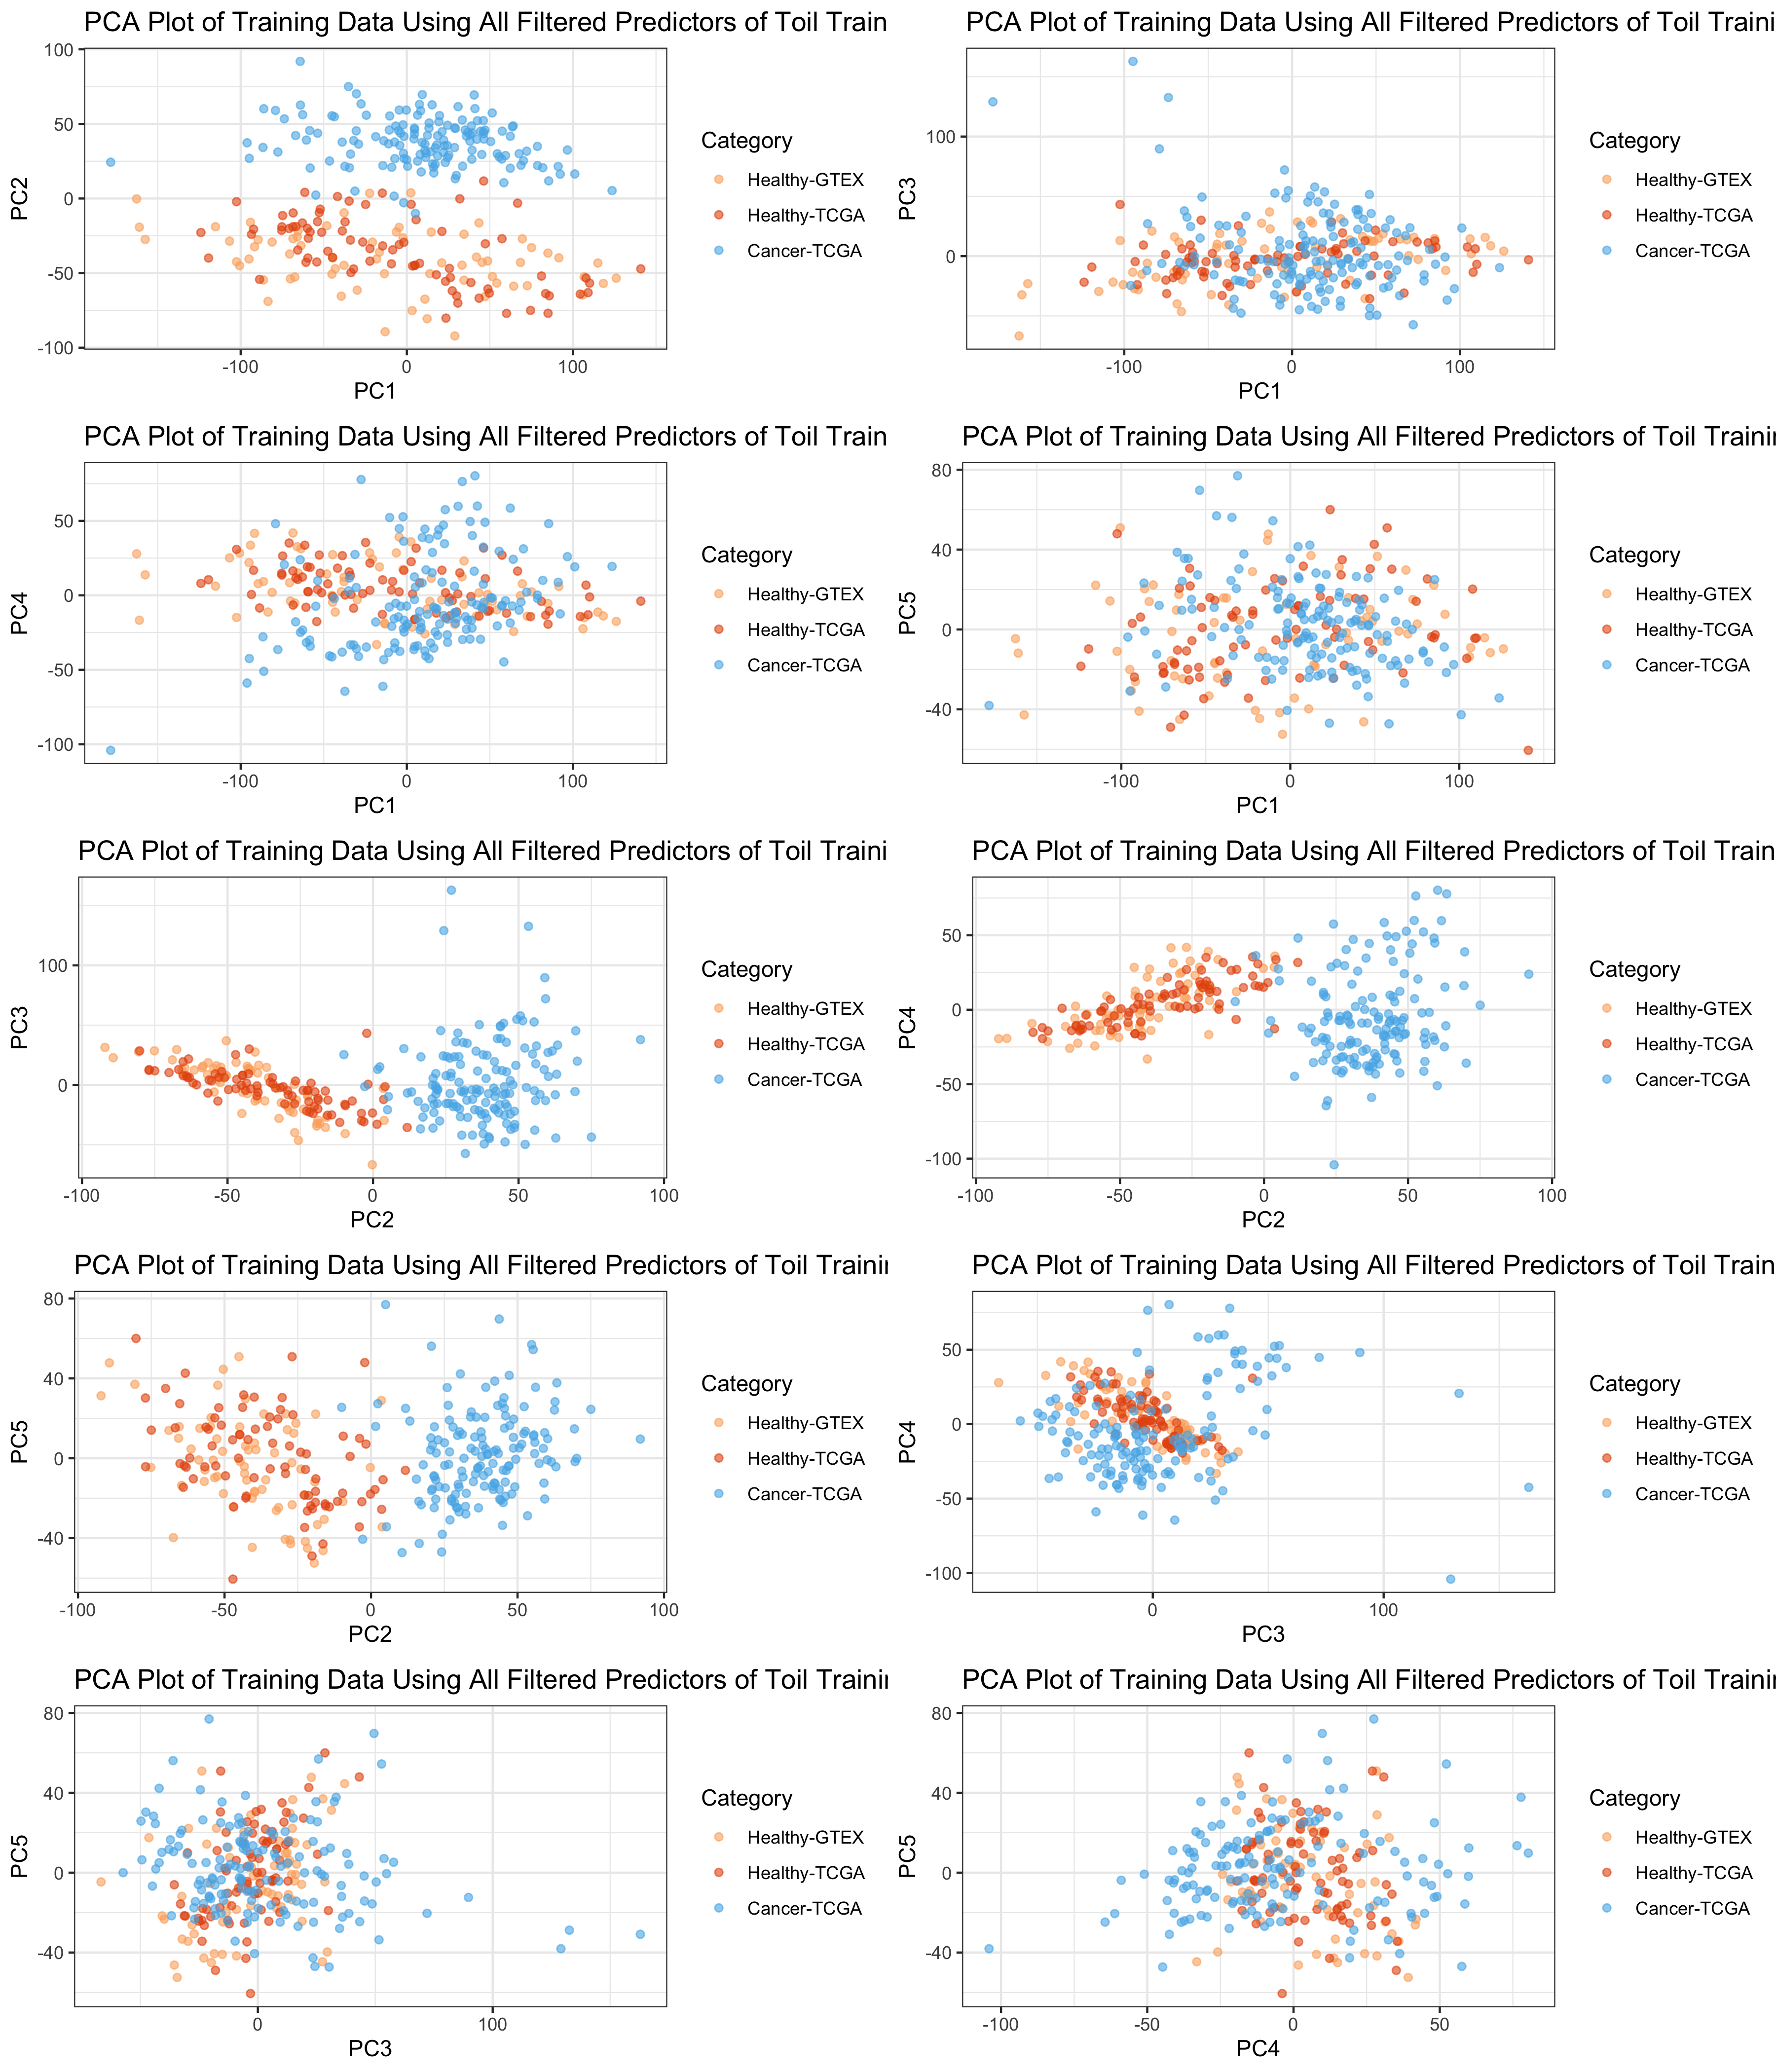 PCA Plot of Training Data Using All Filtered Predictors of Toil Train
100
50
0
-50
-100
PC2
-100 0 100
PC1
Category
Healthy-GTEX
Healthy-TCGA
Cancer-TCGA
PCA Plot of Training Data Using All Filtered Predictors of Toil Traini
100
0
PC3
-100 0 100
PC1
Category
Healthy-GTEX
Healthy-TCGA
Cancer-TCGA
PCA Plot of Training Data Using All Filtered Predictors of Toil Train
50
0
-50
-100
PC4
-100 0 100
PC1
Category
Healthy-GTEX
Healthy-TCGA
Cancer-TCGA
PCA Plot of Training Data Using All Filtered Predictors of Toil Traini
80
40
0
-40
PC5
-100 0 100
PC1
Category
Healthy-GTEX
Healthy-TCGA
Cancer-TCGA
PCA Plot of Training Data Using All Filtered Predictors of Toil Traini
100
0
PC3
-100 -50 0 50 100
PC2
Category
Healthy-GTEX
Healthy-TCGA
Cancer-TCGA
PCA Plot of Training Data Using All Filtered Predictors of Toil Train
50
0
-50
-100
PC4
-100 -50 0 50 100
PC2
Category
Healthy-GTEX
Healthy-TCGA
Cancer-TCGA
PCA Plot of Training Data Using All Filtered Predictors of Toil Traini
80
40
0
-40
PC5
-100 -50 0 50 100
PC2
Category
Healthy-GTEX
Healthy-TCGA
Cancer-TCGA
PCA Plot of Training Data Using All Filtered Predictors of Toil Train
50
0
-50
-100
PC4
0 100
PC3
Category
Healthy-GTEX
Healthy-TCGA
Cancer-TCGA
PCA Plot of Training Data Using All Filtered Predictors of Toil Traini
80
40
0
-40
PC5
0 100
PC3
Category
Healthy-GTEX
Healthy-TCGA
Cancer-TCGA
PCA Plot of Training Data Using All Filtered Predictors of Toil Traini
80
40
0
-40
PC5
-100 -50 0 50
PC4
Category
Healthy-GTEX
Healthy-TCGA
Cancer-TCGA